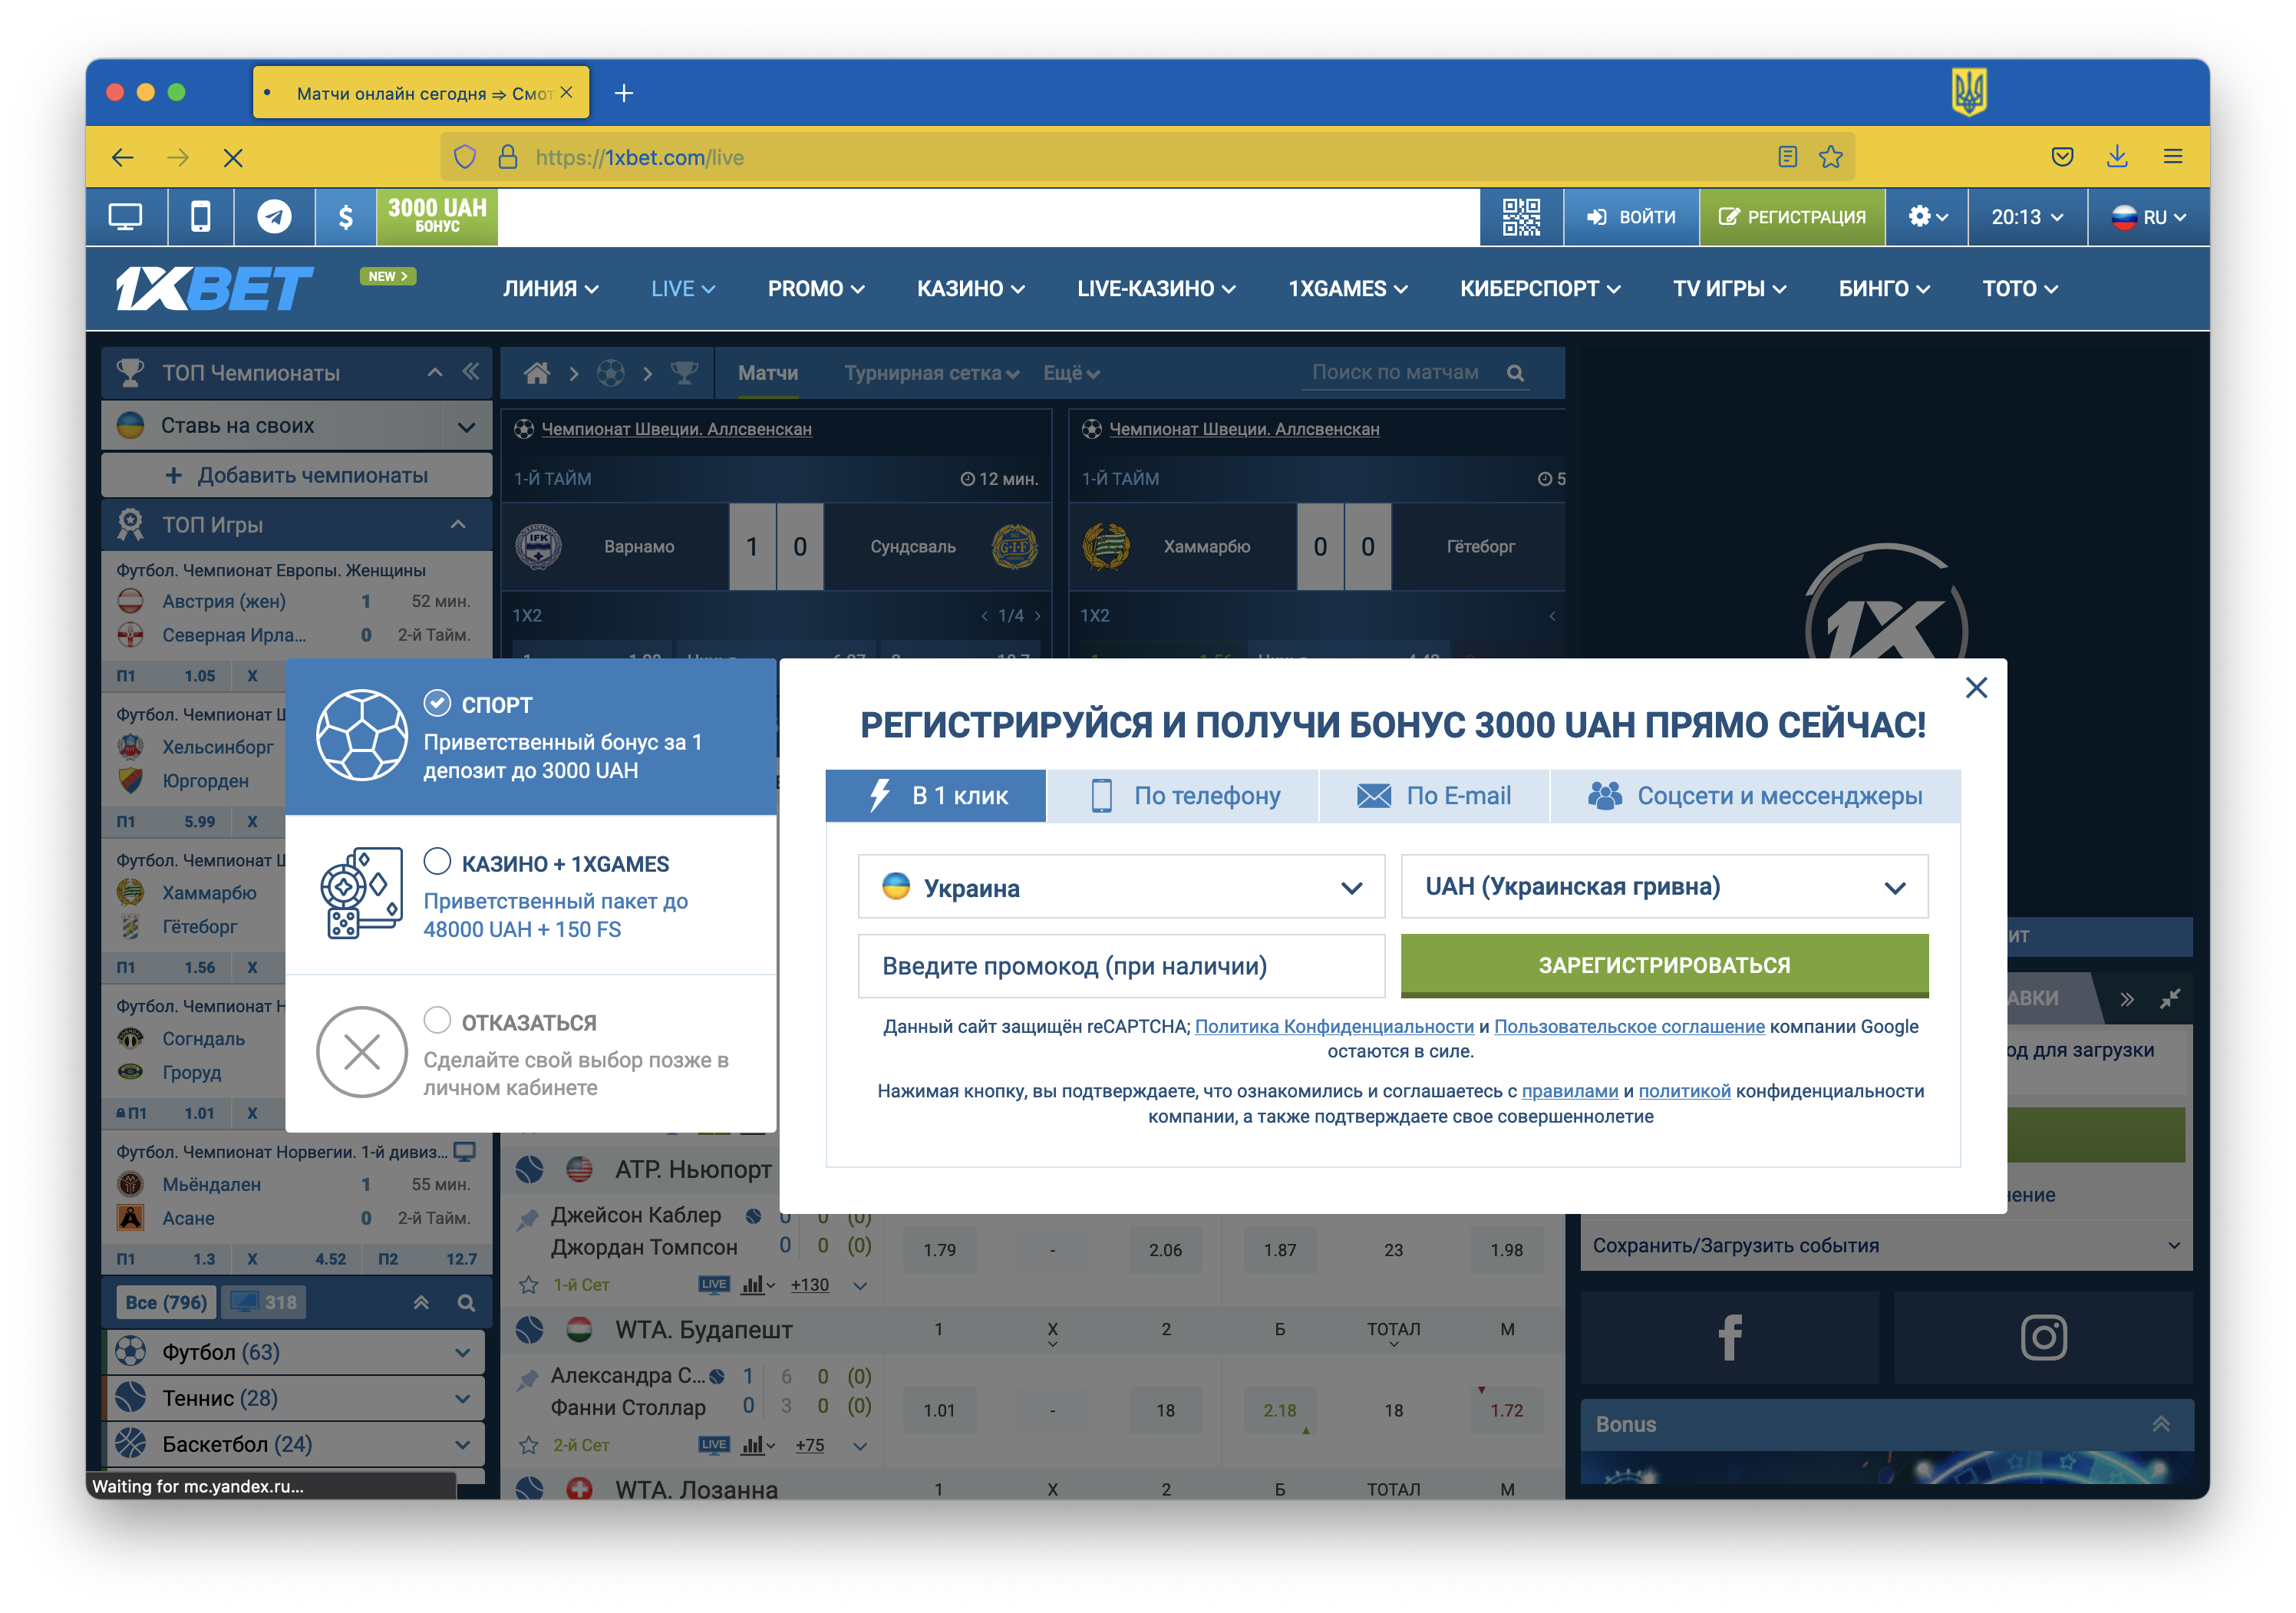 Матчи онлайн сегодня ⇒ Смот
https://1xbet.com/live
3000 UAH
БОНУС
ВОЙТИ
РЕГИСТРАЦИЯ
20:13
RU
1XBET
NEW >
ЛИНИЯ
LIVE
PROMO
КАЗИНО
LIVE-КАЗИНО
1XGAMES
КИБЕРСПОРТ
TV ИГРЫ
БИНГО
ТОТО
ТОП Чемпионаты
Ставь на своих
+ Добавить чемпионаты
ТОП Игры
Футбол. Чемпионат Европы. Женщины
Австрия (жен) 1 52 мин.
Северная Ирла... 0 2-й Тайм.
П1 1.05 X
Футбол. Чемпионат Ш
Хельсинборг
Юргорден
П1 5.99 X
Футбол. Чемпионат Ш
Хаммарбю
Гётеборг
П1 1.56 X
Футбол. Чемпионат Н
Согндаль
Гроруд
П1 1.01 X
Футбол. Чемпионат Норвегии. 1-й дивиз...
Мьёндален 1 55 мин.
Асане 0 2-й Тайм.
П1 1.3 X 4.52 П2 12.7
Все (796) 318
Футбол (63)
Теннис (28)
Баскетбол (24)
Waiting for mc.yandex.ru...
Матчи
Турнирная сетка
Ещё
Поиск по матчам
Чемпионат Швеции. Аллсвенскан
1-Й ТАЙМ 12 мин.
IFK Варнамо 1 0 Сундсваль G·I·F
1X2 < 1/4 >
Чемпионат Швеции. Аллсвенскан
1-Й ТАЙМ 5
Хаммарбю 0 0 Гётеборг
1X2 <
1X
СПОРТ
Приветственный бонус за 1
депозит до 3000 UAH
КАЗИНО + 1XGAMES
Приветственный пакет до
48000 UAH + 150 FS
ОТКАЗАТЬСЯ
Сделайте свой выбор позже в
личном кабинете
РЕГИСТРИРУЙСЯ И ПОЛУЧИ БОНУС 3000 UAH ПРЯМО СЕЙЧАС!
В 1 клик
По телефону
По E-mail
Соцсети и мессенджеры
Украина
UAH (Украинская гривна)
Введите промокод (при наличии)
ЗАРЕГИСТРИРОВАТЬСЯ
Данный сайт защищён reCAPTCHA; Политика Конфиденциальности и Пользовательское соглашение компании Google
остаются в силе.
Нажимая кнопку, вы подтверждаете, что ознакомились и соглашаетесь с правилами и политикой конфиденциальности
компании, а также подтверждаете свое совершеннолетие
ATP. Ньюпорт
Джейсон Каблер 0 0 (0)
Джордан Томпсон 0 0 (0)
1.79 - 2.06 1.87 23 1.98
1-й Сет LIVE +130
WTA. Будапешт 1 X 2 Б ТОТАЛ М
Александра С... 1 6 0 (0)
Фанни Столлар 0 3 0 (0)
1.01 - 18 2.18 18 1.72
2-й Сет LIVE +75
WTA. Лозанна 1 X 2 Б ТОТАЛ М
ИТ
АВКИ
од для загрузки
ение
Сохранить/Загрузить события
Bonus